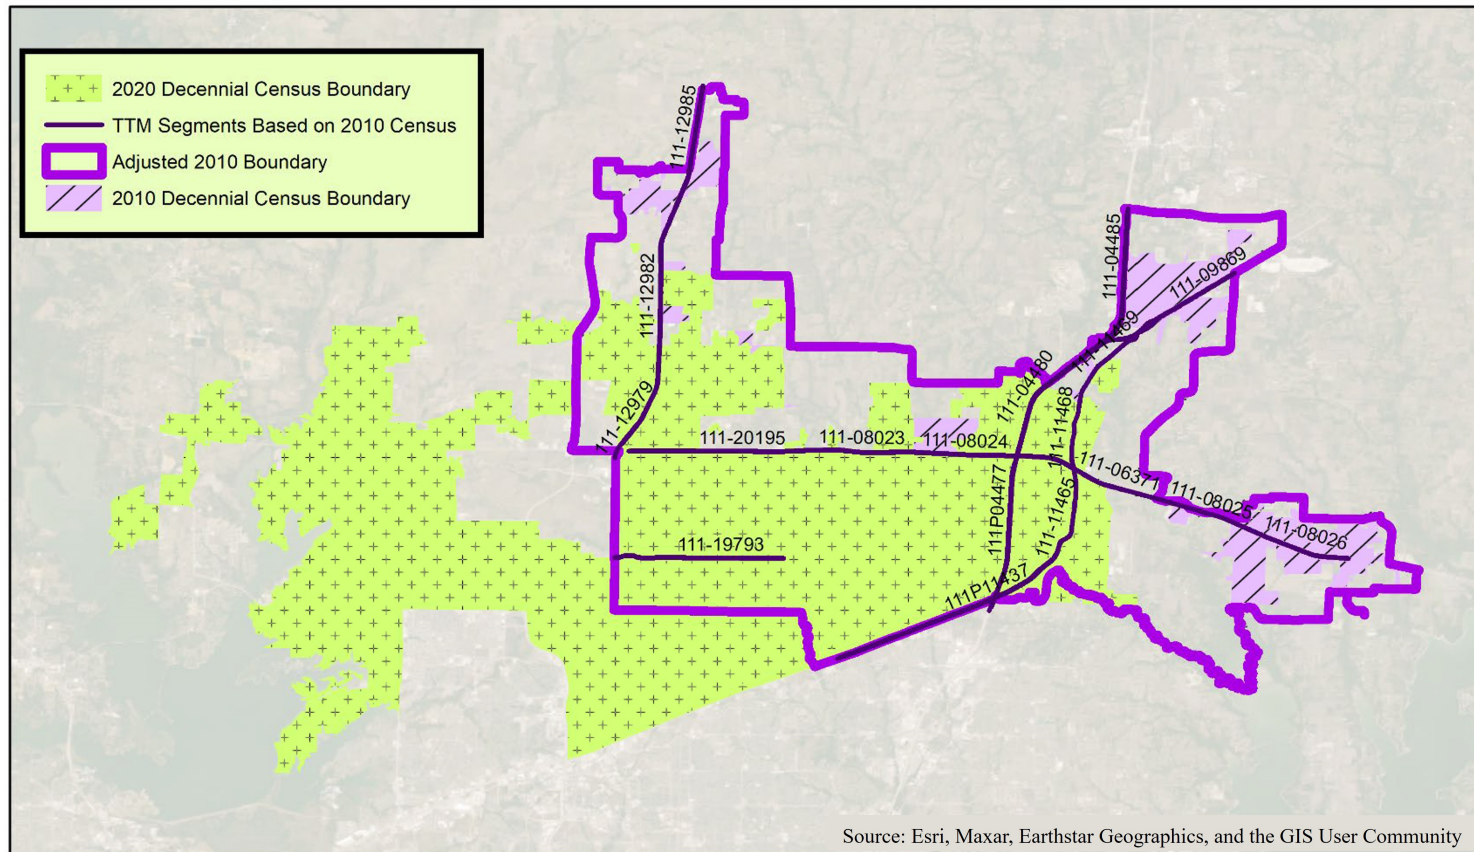 2020 Decennial Census Boundary
TTM Segments Based on 2010 Census
Adjusted 2010 Boundary
2010 Decennial Census Boundary
111-12985
111-12982
111-12979
111-04485
111-09869
111-11469
111-04480
111-11468
111-20195
111-08023
111-08024
111-06371
111-08025
111-08026
111P04477
111-11465
111-19793
111P11437
Source: Esri, Maxar, Earthstar Geographics, and the GIS User Community